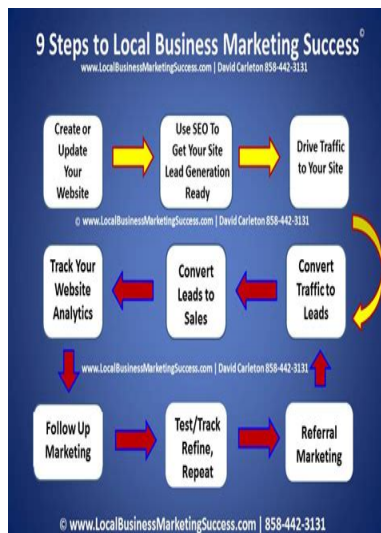 9 Steps to Local Business Marketing Success©
www.LocalBusinessMarketingSuccess.com | David Carleton 858-442-3131
Create or
Update
Your
Website
Use SEO To
Get Your Site
Lead Generation
Ready
Drive Traffic
to Your Site
© www.LocalBusinessMarketingSuccess.com | David Carleton 858-442-3131
Track Your
Website
Analytics
Convert
Leads to
Sales
Convert
Traffic to
Leads
www.LocalBusinessMarketingSuccess.com | David Carleton 858-442-3131
Follow Up
Marketing
Test/Track
Refine,
Repeat
Referral
Marketing
© www.LocalBusinessMarketingSuccess.com | 858-442-3131